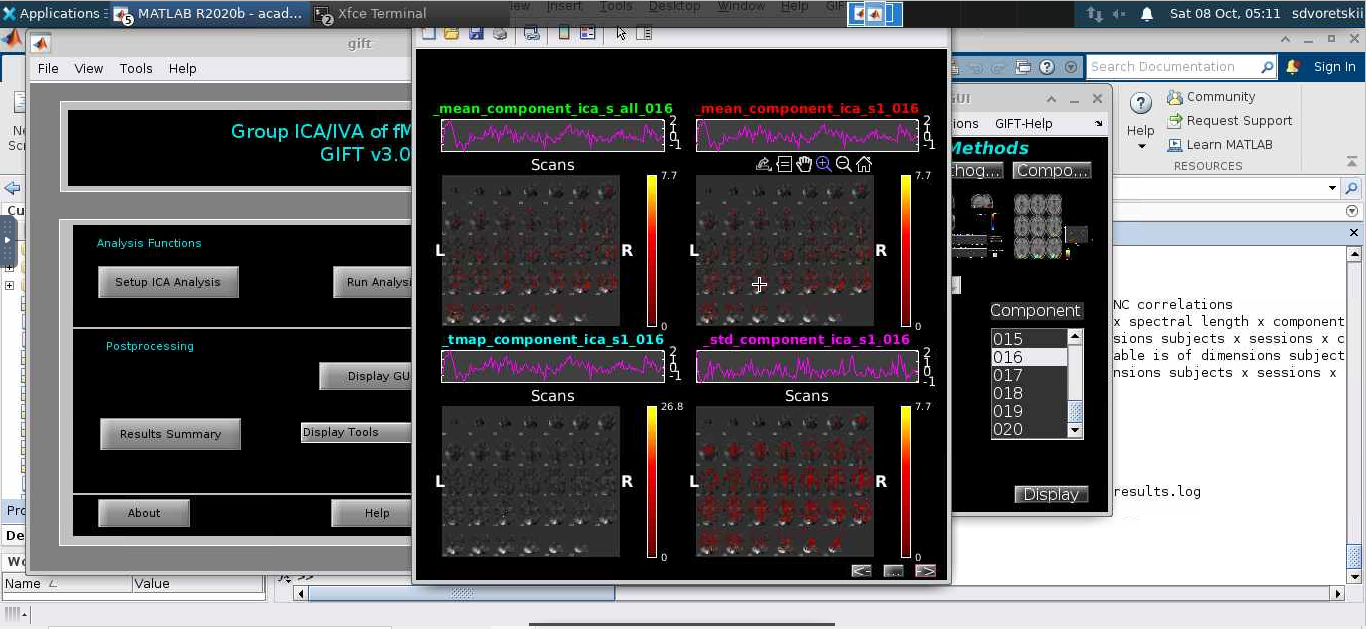 Applications
5
MATLAB R2020b - acad...
2
Xfce Terminal
Insert
Tools
Desktop
Window
Help
Sat 08 Oct, 05:11
sdvoretskii
gift
File
View
Tools
Help
Group ICA/IVA of fM
GIFT v3.0
Analysis Functions
Setup ICA Analysis
Run Analysi
Postprocessing
Display GU
Results Summary
Display Tools
About
Help
Name
Value
_mean_component_ica_s_all_016
2
1
0
-1
Scans
7.7
L
R
0
_mean_component_ica_s1_016
2
1
0
-1
7.7
L
R
0
_tmap_component_ica_s1_016
2
1
0
-1
Scans
26.8
L
R
0
_std_component_ica_s1_016
2
1
0
-1
Scans
7.7
L
R
0
<-
...
->
GUI
ions
GIFT-Help
Methods
thog...
Compo...
Component
015
016
017
018
019
020
Display
Search Documentation
Sign In
Help
Community
Request Support
Learn MATLAB
RESOURCES
NC correlations
x spectral length x component
sions subjects x sessions x c
able is of dimensions subject
nsions subjects x sessions x
results.log
>>